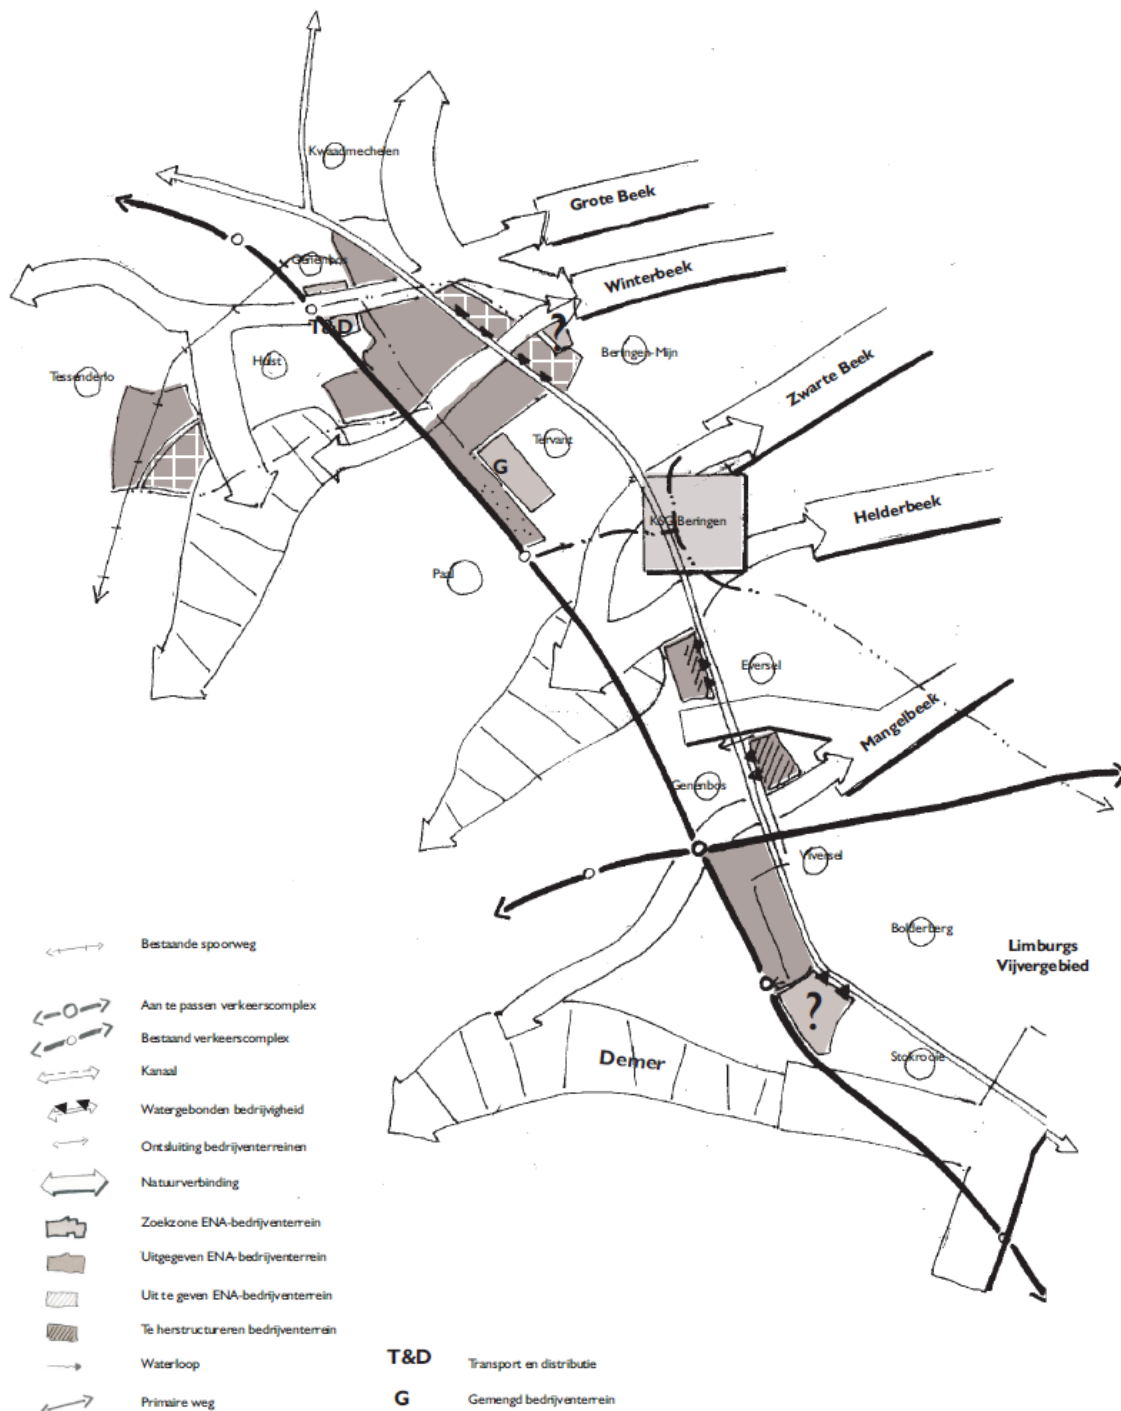 Kwaadmechelen
Grote Beek
Genenbos
Winterbeek
T&D
?
Hulst
Beringen-Mijn
Tessenderlo
Zwarte Beek
Tervant
G
KSG Beringen
Helderbeek
Paal
Eversel
Mangelbeek
Genenbos
Viversel
Bolderberg
Limburgs
Vijvergebied
?
Demer
Stokrooie
Bestaande spoorweg
Aan te passen verkeerscomplex
Bestaand verkeerscomplex
Kanaal
Watergebonden bedrijvigheid
Ontsluiting bedrijventerreinen
Natuurverbinding
Zoekzone ENA-bedrijventerrein
Uitgegeven ENA-bedrijventerrein
Uit te geven ENA-bedrijventerrein
Te herstructureren bedrijventerrein
Waterloop
Primaire weg
T&D Transport en distributie
G Gemengd bedrijventerrein